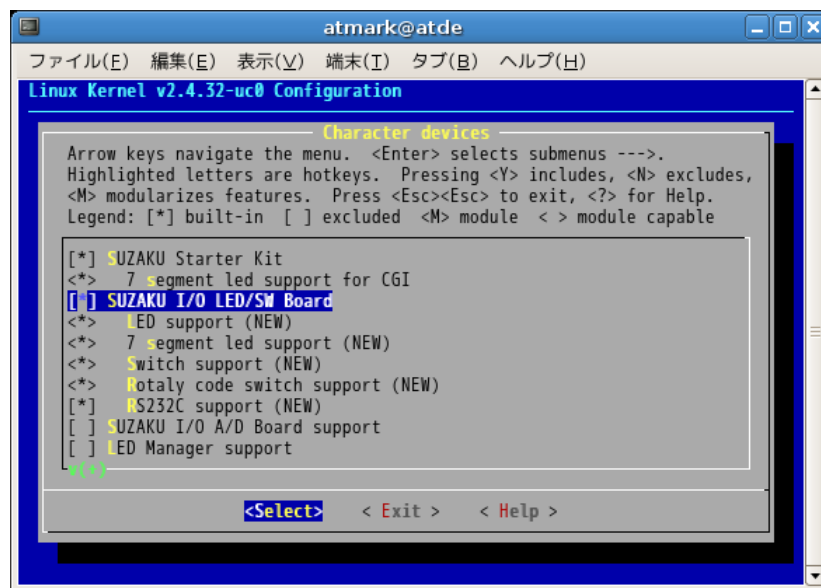 atmark@atde
ファイル(F) 編集(E) 表示(V) 端末(T) タブ(B) ヘルプ(H)
Linux Kernel v2.4.32-uc0 Configuration
Character devices
Arrow keys navigate the menu. <Enter> selects submenus --->.
Highlighted letters are hotkeys. Pressing <Y> includes, <N> excludes,
<M> modularizes features. Press <Esc><Esc> to exit, <?> for Help.
Legend: [*] built-in [ ] excluded <M> module < > module capable
[*] SUZAKU Starter Kit
<*> 7 segment led support for CGI
[*] SUZAKU I/O LED/SW Board
<*> LED support (NEW)
<*> 7 segment led support (NEW)
<*> Switch support (NEW)
<*> Rotaly code switch support (NEW)
[*] RS232C support (NEW)
[ ] SUZAKU I/O A/D Board support
[ ] LED Manager support
v(+)
<Select> < Exit > < Help >